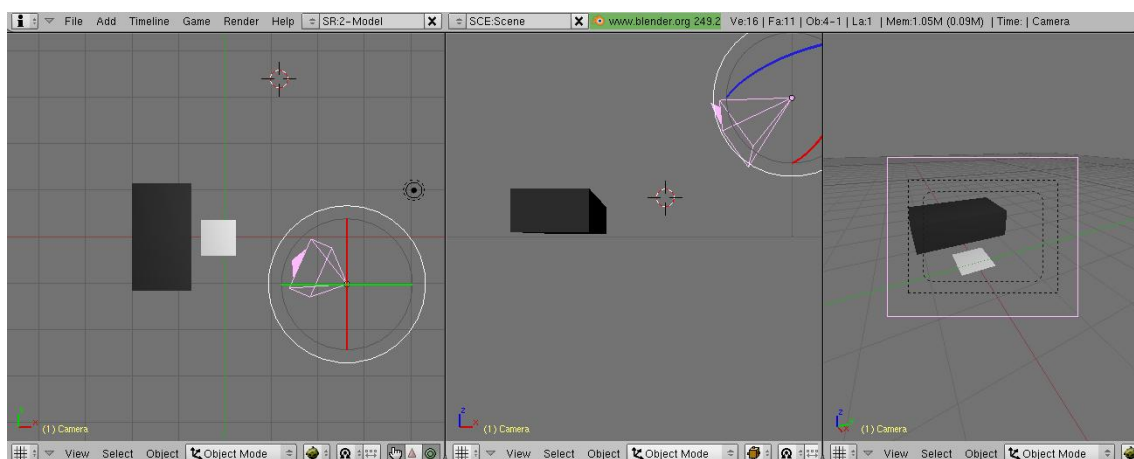 File Add Timeline Game Render Help SR:2-Model X SCE:Scene X www.blender.org 249.2 Ve:16 | Fa:11 | Ob:4-1 | La:1 | Mem:1.05M (0.09M) | Time: | Camera
z x (1) Camera
z x (1) Camera
z x (1) Camera
View Select Object Object Mode
View Select Object Object Mode
View Select Object Object Mode